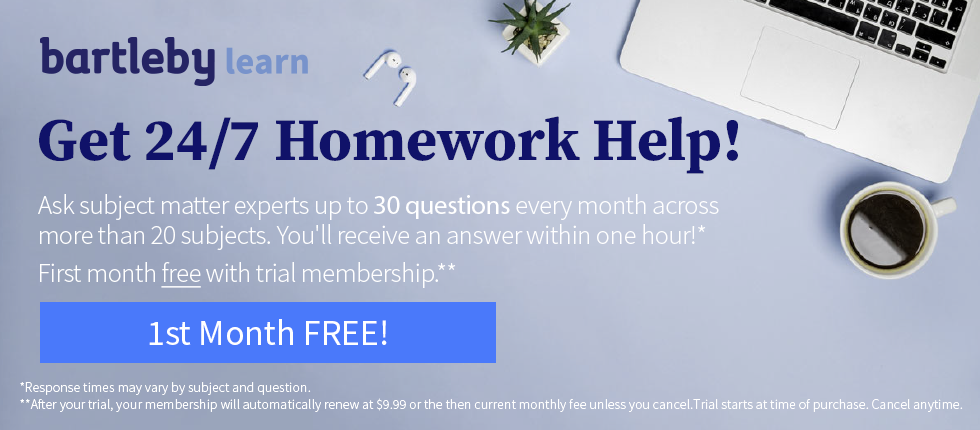 bartleby learn
Get 24/7 Homework Help!
Ask subject matter experts up to 30 questions every month across
more than 20 subjects. You'll receive an answer within one hour!*
First month free with trial membership.**
1st Month FREE!
*Response times may vary by subject and question.
**After your trial, your membership will automatically renew at $9.99 or the then current monthly fee unless you cancel.Trial starts at time of purchase. Cancel anytime.